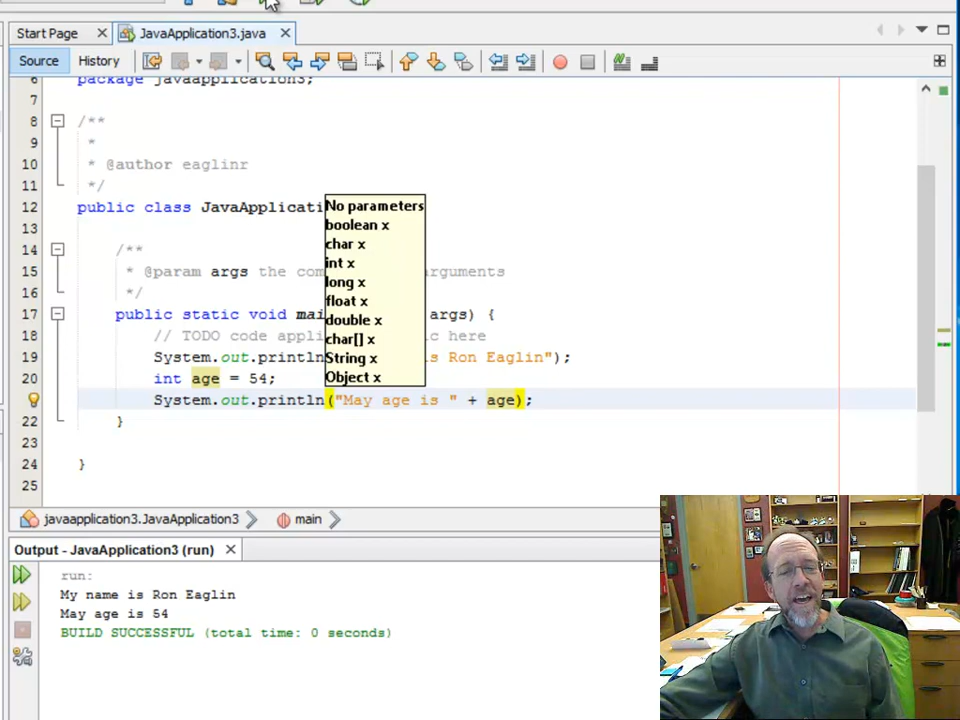 Start Page
JavaApplication3.java
Source
History
6 package javaapplication3;
7
8 /**
9 *
10 * @author eaglinr
11 */
12 public class JavaApplicati
13
14 /**
15 * @param args the com arguments
16 */
17 public static void mai args) {
18 // TODO code appli c here
19 System.out.println s Ron Eaglin");
20 int age = 54;
System.out.println("May age is " + age);
22 }
23
24 }
25
No parameters
boolean x
char x
int x
long x
float x
double x
char[] x
String x
Object x
javaapplication3.JavaApplication3
main
Output - JavaApplication3 (run)
run:
My name is Ron Eaglin
May age is 54
BUILD SUCCESSFUL (total time: 0 seconds)